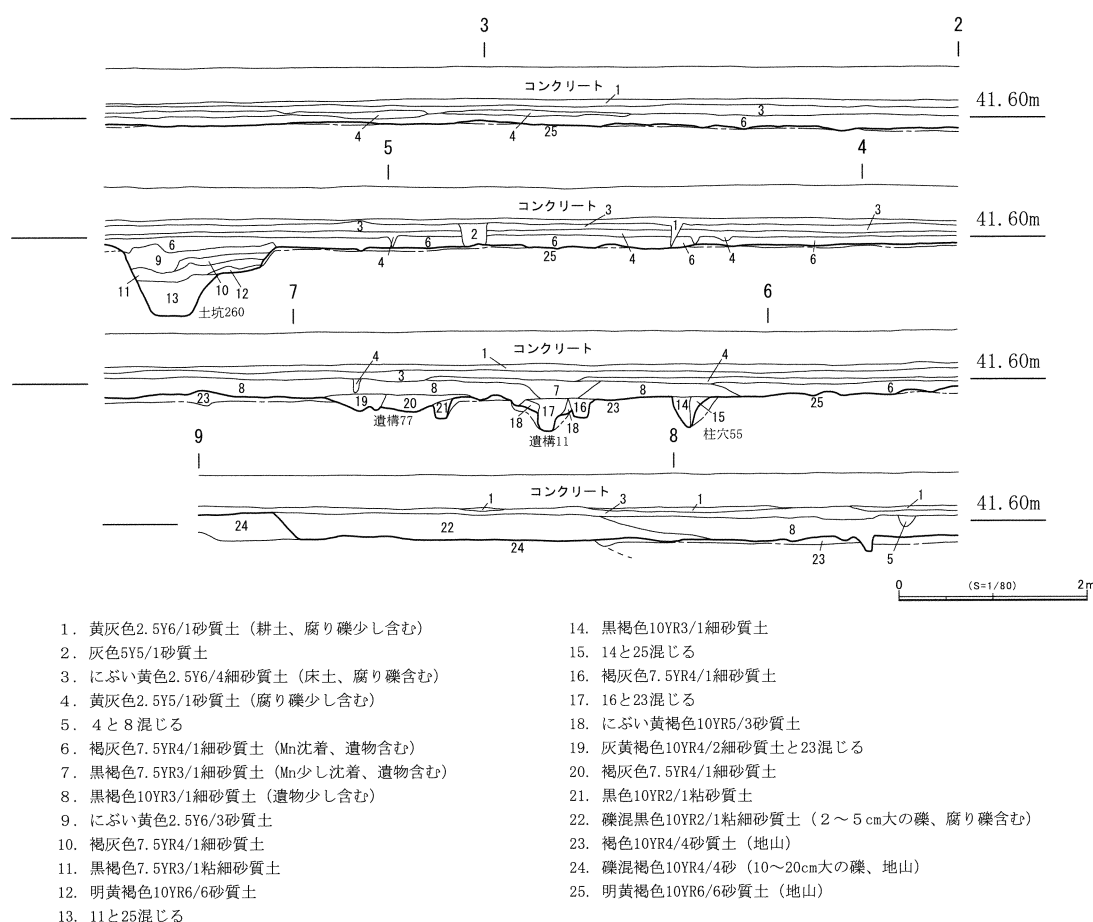 3 2
コンクリート 1
3 41.60m
4 4 25 6
5 4
コンクリート 3 3
3 2 1 41.60m
6 6 6
9 4 25 4 6 4 6
11 13 10 12
土坑260
7 6
コンクリート
4 1 4 41.60m
3
8 8 7 8 6
23 19 20 21 18 17 16 23 14 15 25
遺構77 18 柱穴55
遺構11
9 8
コンクリート
1 3 1 1 41.60m
24 22 8
24 23 5
0 (S=1/80) 2m
1. 黄灰色2.5Y6/1砂質土(耕土、腐り礫少し含む)
2. 灰色5Y5/1砂質土
3. にぶい黄色2.5Y6/4細砂質土(床土、腐り礫含む)
4. 黄灰色2.5Y5/1砂質土(腐り礫少し含む)
5. 4と8混じる
6. 褐灰色7.5YR4/1細砂質土(Mn沈着、遺物含む)
7. 黒褐色7.5YR3/1細砂質土(Mn少し沈着、遺物含む)
8. 黒褐色10YR3/1細砂質土(遺物少し含む)
9. にぶい黄色2.5Y6/3砂質土
10. 褐灰色7.5YR4/1細砂質土
11. 黒褐色7.5YR3/1粘細砂質土
12. 明黄褐色10YR6/6砂質土
13. 11と25混じる
14. 黒褐色10YR3/1細砂質土
15. 14と25混じる
16. 褐灰色7.5YR4/1細砂質土
17. 16と23混じる
18. にぶい黄褐色10YR5/3砂質土
19. 灰黄褐色10YR4/2細砂質土と23混じる
20. 褐灰色7.5YR4/1細砂質土
21. 黒色10YR2/1粘砂質土
22. 礫混黒色10YR2/1粘細砂質土(2~5cm大の礫、腐り礫含む)
23. 褐色10YR4/4砂質土(地山)
24. 礫混褐色10YR4/4砂(10~20cm大の礫、地山)
25. 明黄褐色10YR6/6砂質土(地山)